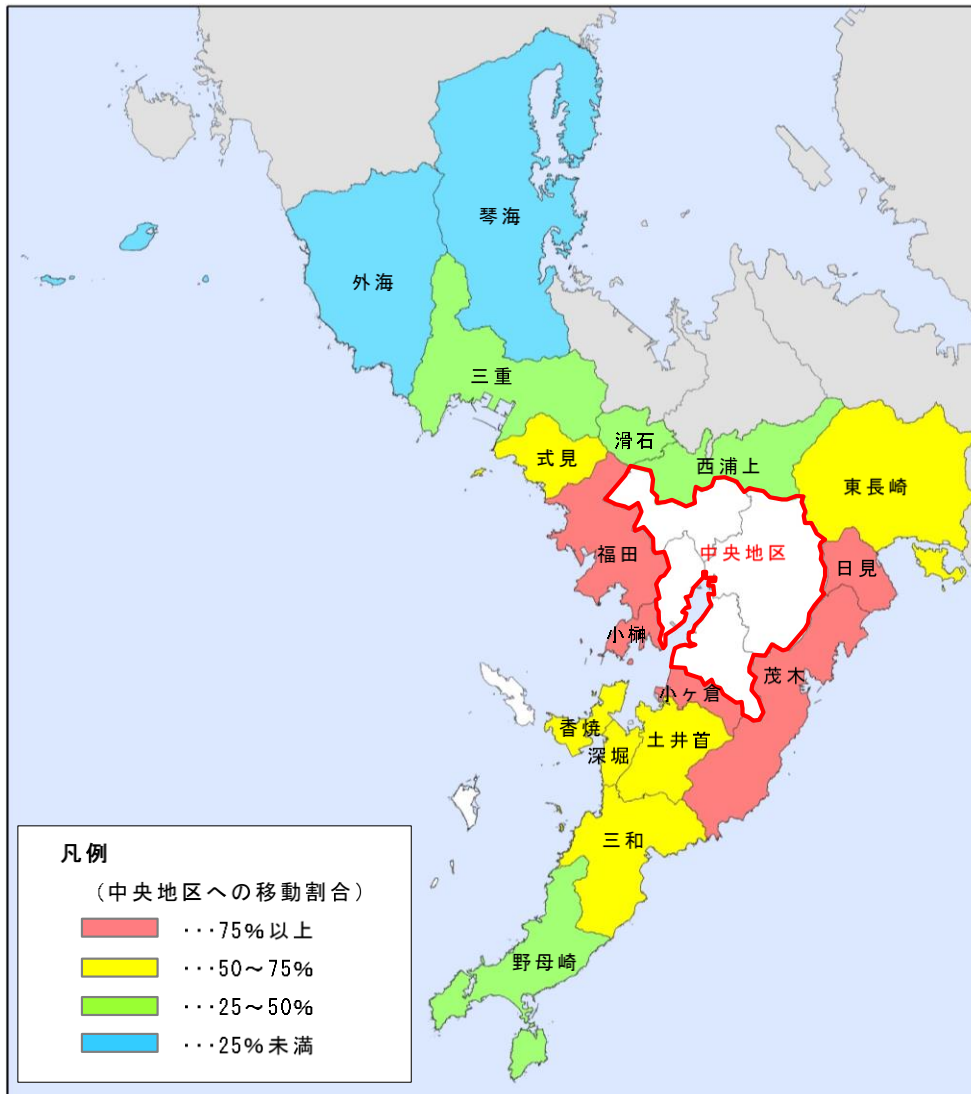 琴海
外海
三重
滑石
式見
西浦上
東長崎
福田
中央地区
日見
小榊
茂木
小ヶ倉
香焼
土井首
深堀
三和
野母崎
凡例
（中央地区への移動割合）
･･･75%以上
･･･50～75%
･･･25～50%
･･･25%未満